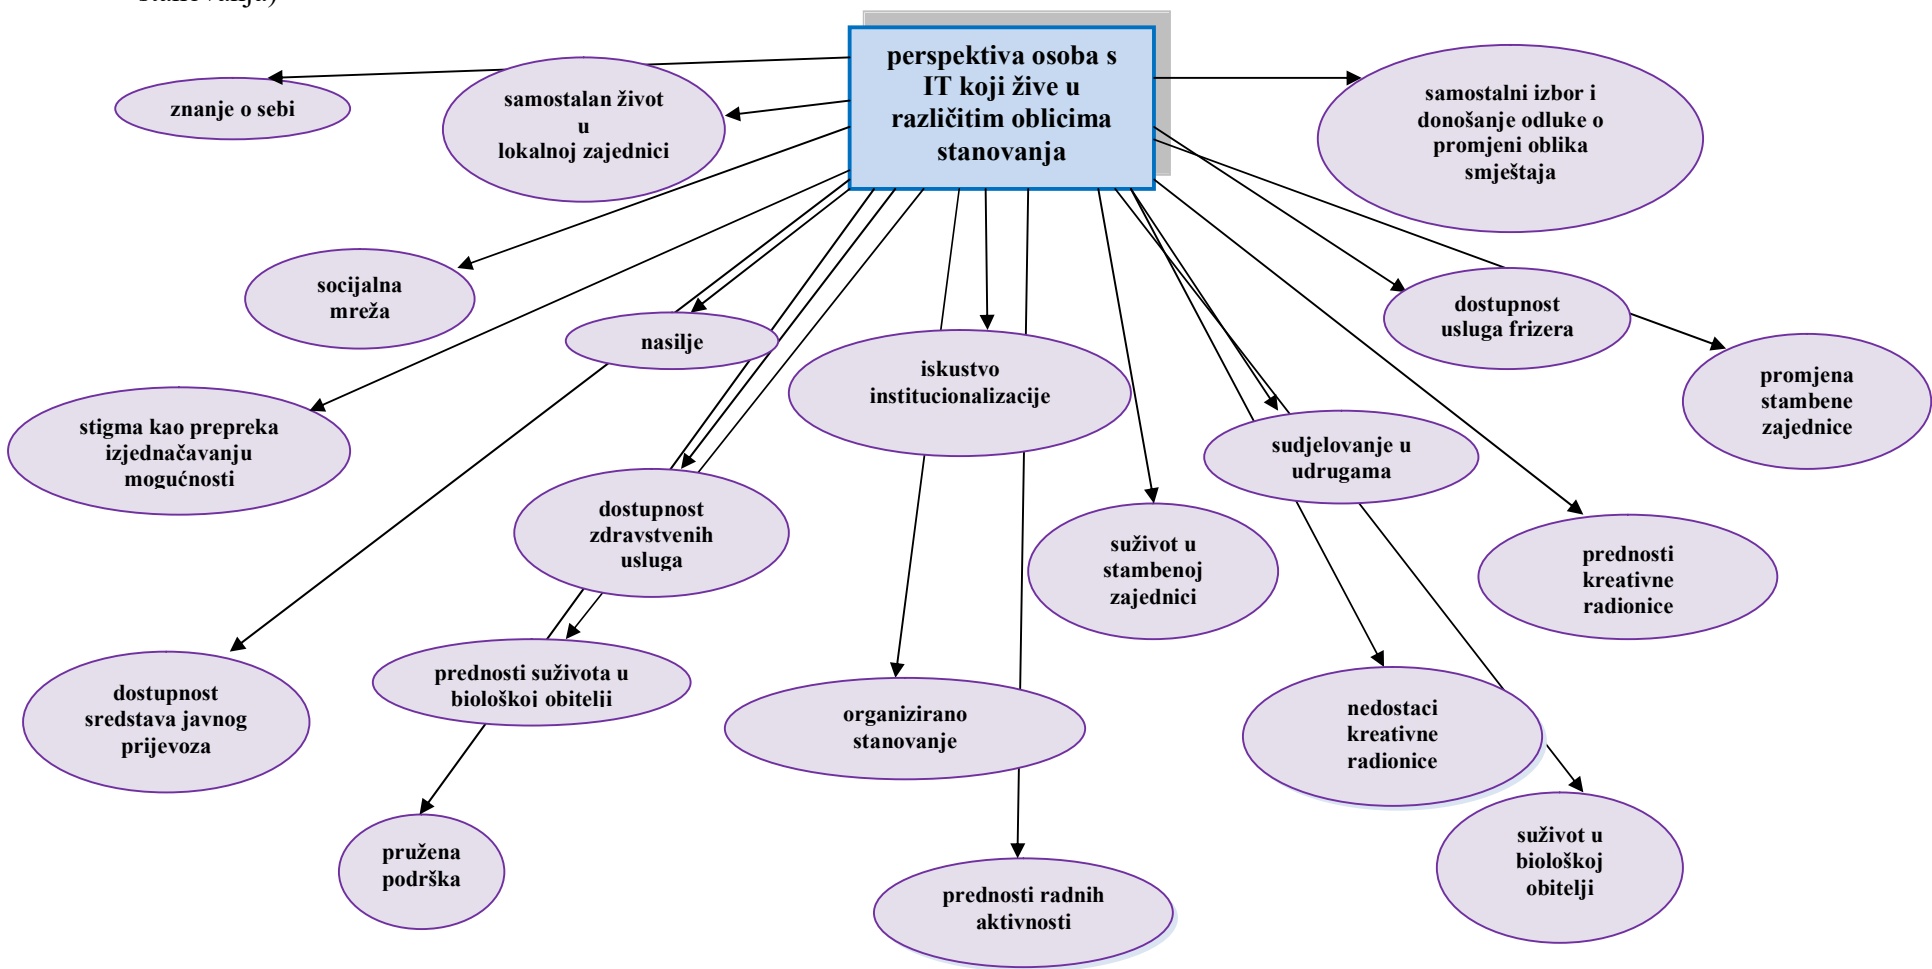 stanovanja)
perspektiva osoba s
IT koji žive u
različitim oblicima
stanovanja
znanje o sebi
samostalan život
u
lokalnoj zajednici
samostalni izbor i
donošanje odluke o
promjeni oblika
smještaja
socijalna
mreža
nasilje
iskustvo
institucionalizacije
dostupnost
usluga frizera
promjena
stambene
zajednice
stigma kao prepreka
izjednačavanju
mogućnosti
dostupnost
zdravstvenih
usluga
suživot u
stambenoj
zajednici
sudjelovanje u
udrugama
prednosti
kreativne
radionice
dostupnost
sredstava javnog
prijevoza
prednosti suživota u
biološkoj obitelji
organizirano
stanovanje
nedostaci
kreativne
radionice
pružena
podrška
prednosti radnih
aktivnosti
suživot u
biološkoj
obitelji